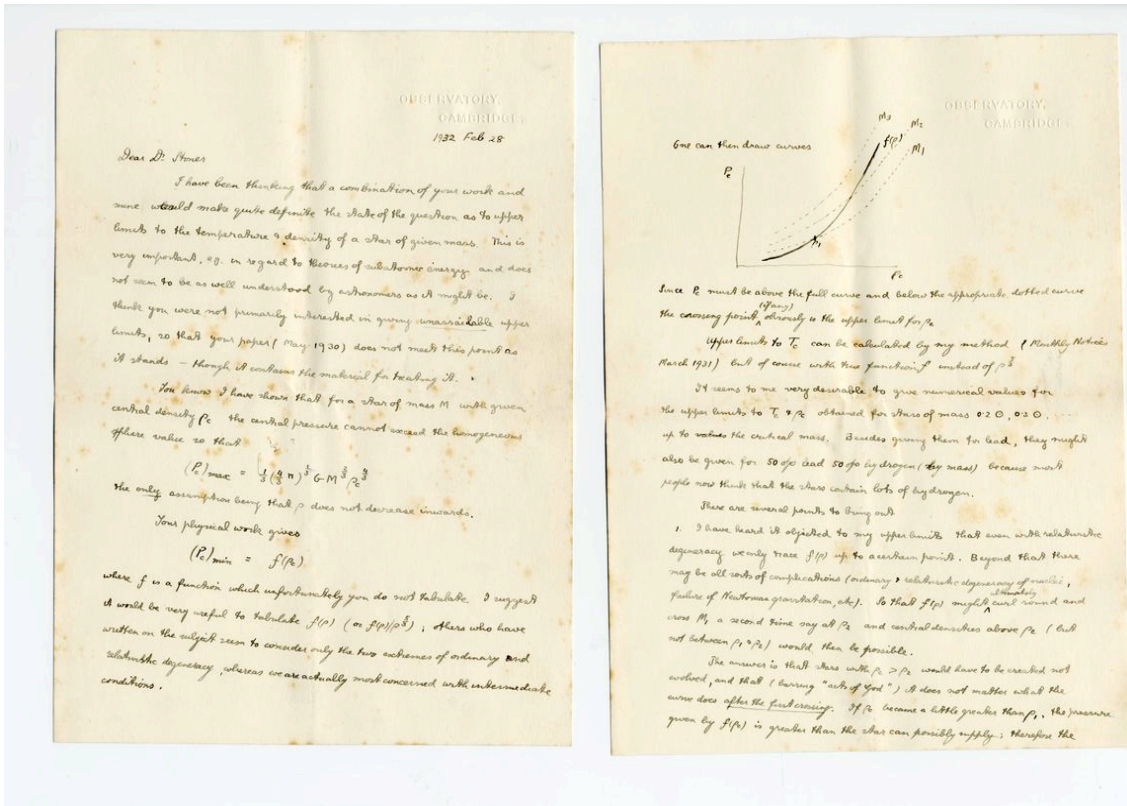 OBSERVATORY,
CAMBRIDGE.
1932 Feb 28
Dear Dr Stoner
I have been thinking that a combination of your work and
mine would make quite definite the state of the question as to upper
limits to the temperature & density of a star of given mass. This is
very important, eg. in regard to theories of subatomic energy and does
not seem to be as well understood by astronomers as it might be. I
think you were not primarily interested in giving unassailable upper
limits, so that your paper (May 1930) does not meet this point as
it stands – though it contains the material for treating it.
You know I have shown that for a star of mass M with given
central density ρc the central pressure cannot exceed the homogeneous
sphere value so that
(Pc)max = ½ (4/3 π)^⅓ G M^⅔ ρc^4/3
the only assumption being that ρ does not decrease inwards.
Your physical work gives
(Pc)min = f(ρc)
where f is a function which unfortunately you do not tabulate. I suggest
it would be very useful to tabulate f(ρ) (or f(ρ)/ρ^5/3); others who have
written on the subject seem to consider only the two extremes of ordinary and
relativistic degeneracy, whereas we are actually most concerned with intermediate
conditions.
OBSERVATORY,
CAMBRIDGE.
One can then draw curves
M3
M2
f(ρ)
M1
Pc
ρ1
ρc
Since Pc must be above the full curve and below the appropriate dotted curve
the crossing point (if any) obviously is the upper limit for ρc
Upper limits to Tc can be calculated by my method (Monthly Notices
March 1931) but of course with true function f instead of ρ^5/3
It seems to me very desirable to give numerical values for
the upper limits to Tc & ρc obtained for stars of mass 0.2 ⊙, 0.3 ⊙, ....
up to values the critical mass. Besides giving them for lead, they might
also be given for 50 o/o lead 50 o/o hydrogen (by mass) because most
people now think that the stars contain lots of hydrogen.
There are several points to bring out
1. I have heard it objected to my upper limits that even with relativistic
degeneracy we only trace f(ρ) up to a certain point. Beyond that there
may be all sorts of complications (ordinary & relativistic degeneracy of nuclei,
failure of Newtonian gravitation, etc). So that f(ρ) might ultimately curl round and
cross M1 a second time say at ρ2 and central densities above ρ2 (but
not between ρ1 & ρ2) would then be possible.
The answer is that stars with ρc > ρ2 would have to be created not
evolved, and that (barring "acts of God") it does not matter what the
curve does after the first crossing. If ρc became a little greater than ρ1, the pressure
given by f(ρc) is greater than the star can possibly supply; therefore the